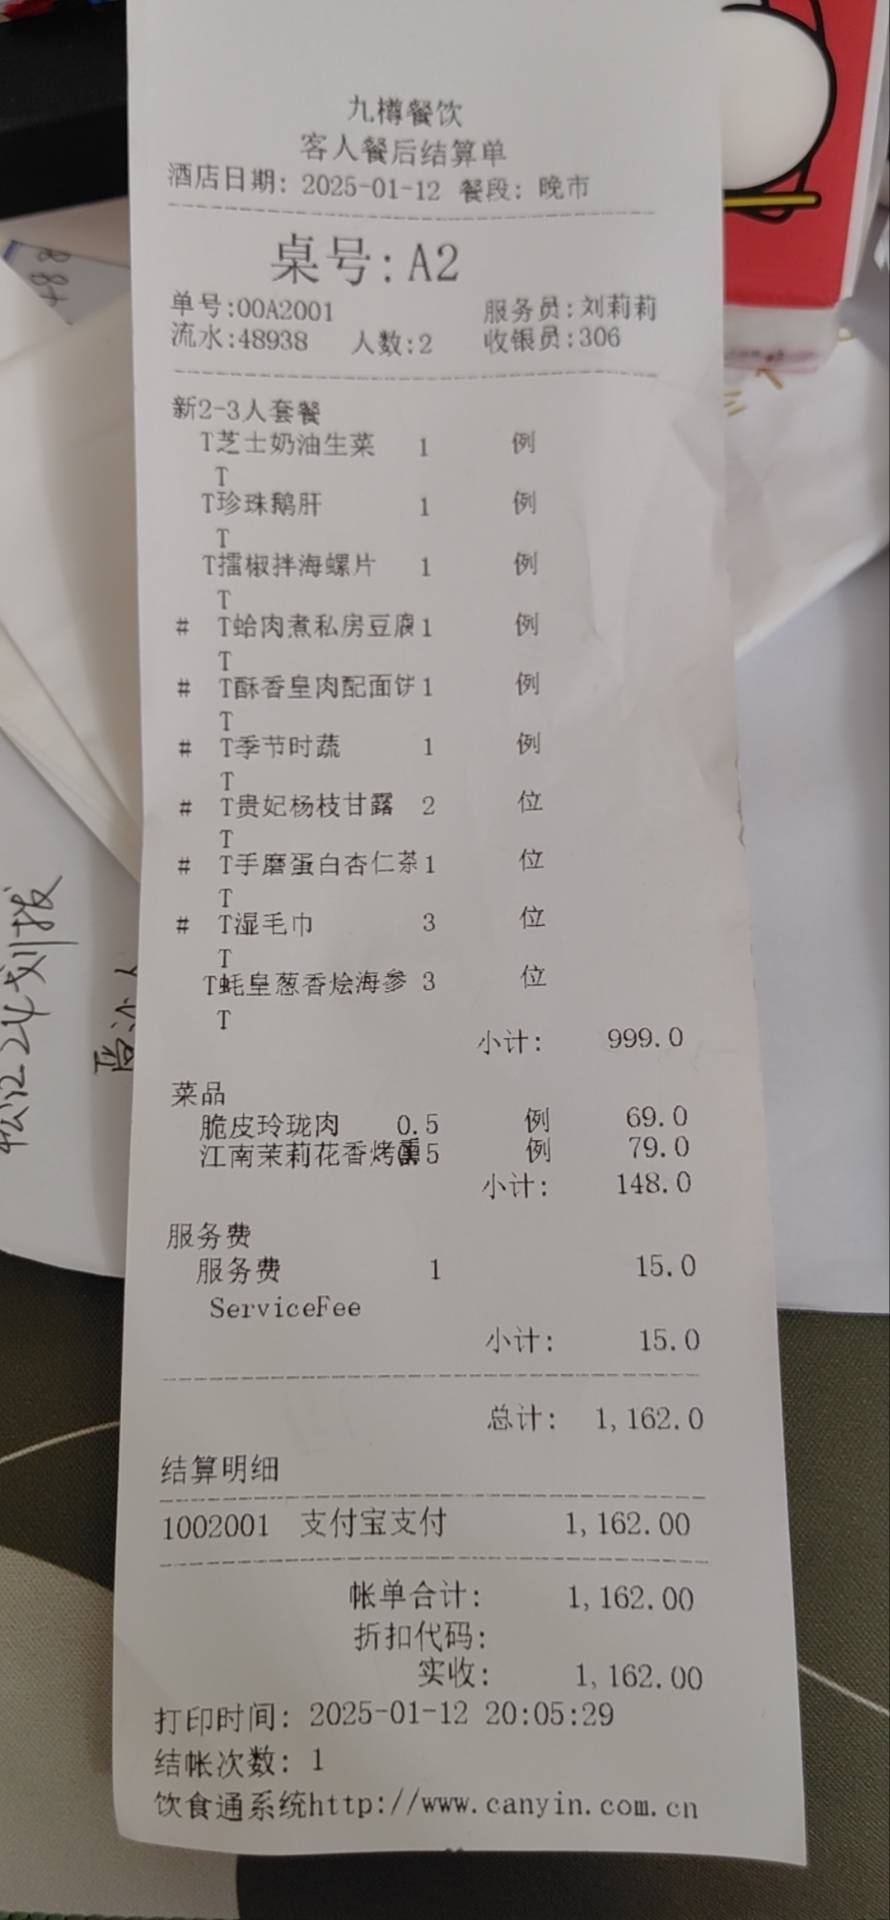 九樽餐饮
客人餐后结算单
酒店日期: 2025-01-12 餐段: 晚市
桌号:A2
单号:00A2001 服务员:刘莉莉
流水:48938 人数:2 收银员:306
新2-3人套餐
T芝士奶油生菜 1 例
T
T珍珠鹅肝 1 例
T
T擂椒拌海螺片 1 例
T
# T蛤肉煮私房豆腐1 例
T
# T酥香皇肉配面饼1 例
T
# T季节时蔬 1 例
T
# T贵妃杨枝甘露 2 位
T
# T手磨蛋白杏仁茶1 位
T
# T湿毛巾 3 位
T
T蚝皇葱香烩海参 3 位
T
小计: 999.0
菜品
脆皮玲珑肉 0.5 例 69.0
江南茉莉花香烤 5 例 79.0
小计: 148.0
服务费
服务费 1 15.0
ServiceFee
小计: 15.0
总计: 1,162.0
结算明细
1002001 支付宝支付 1,162.00
帐单合计: 1,162.00
折扣代码:
实收: 1,162.00
打印时间: 2025-01-12 20:05:29
结帐次数: 1
饮食通系统http://www.canyin.com.cn